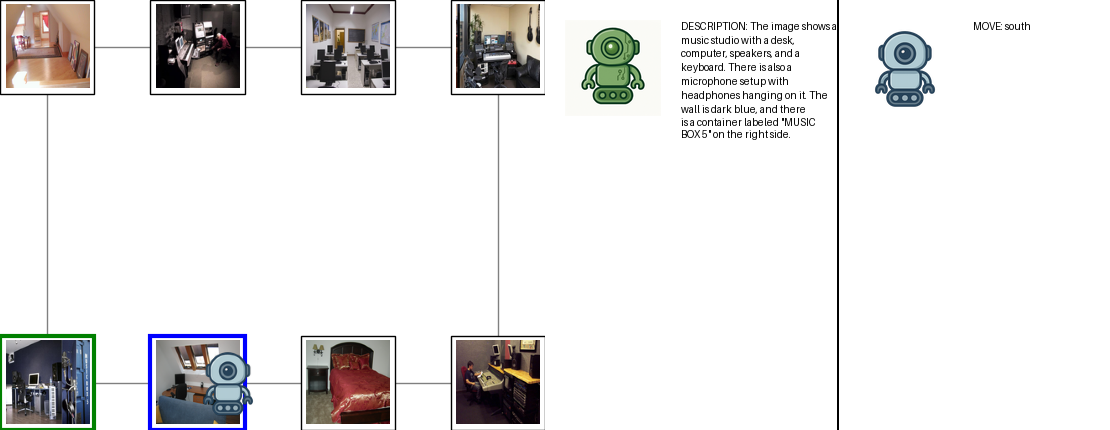 DESCRIPTION: The image shows a
music studio with a desk,
computer, speakers, and a
keyboard. There is also a
microphone setup with
headphones hanging on it. The
wall is dark blue, and there
is a container labeled "MUSIC
BOX 5" on the right side.
MOVE: south